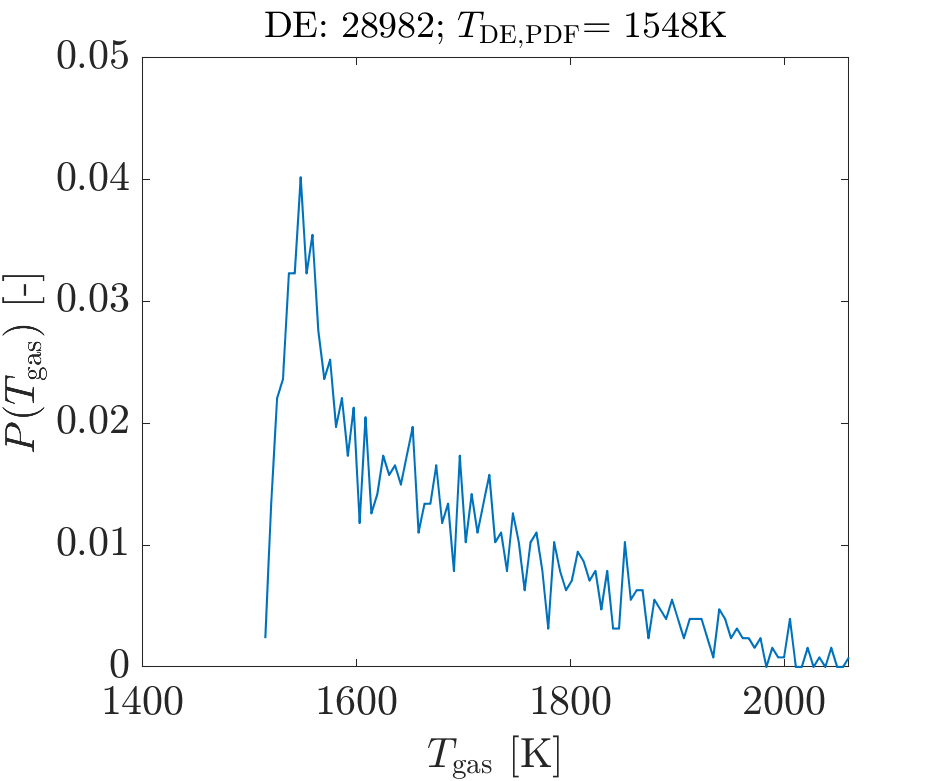 DE: 28982; T_DE,PDF= 1548K
0.05
0.04
0.03
0.02
0.01
0
P(T_gas) [-]
1400 1600 1800 2000
T_gas [K]